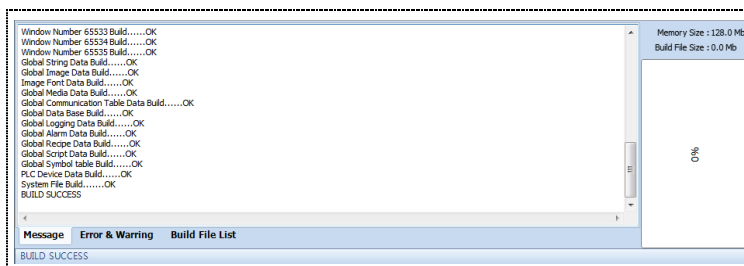 Window Number 65533 Build......OK
Window Number 65534 Build......OK
Window Number 65535 Build......OK
Global String Data Build......OK
Global Image Data Build......OK
Image Font Data Build......OK
Global Media Data Build......OK
Global Communication Table Data Build......OK
Global Data Base Build......OK
Global Logging Data Build......OK
Global Alarm Data Build......OK
Global Recipe Data Build......OK
Global Script Data Build......OK
Global Symbol table Build......OK
PLC Device Data Build......OK
System File Build.......OK
BUILD SUCCESS
Message Error & Warring Build File List
BUILD SUCCESS
Memory Size : 128.0 Mb
Build File Size : 0.0 Mb
0%